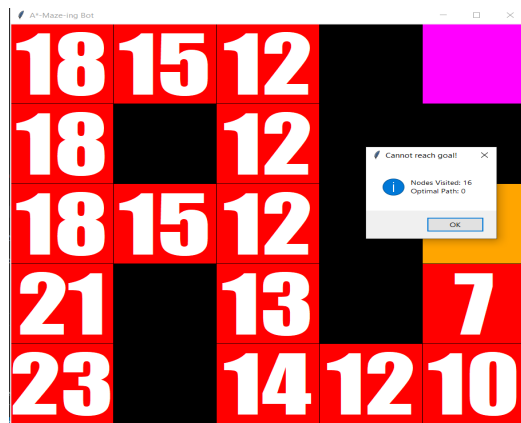 A*-Maze-ing Bot
18 15 12
18 12
Cannot reach goal!
Nodes Visited: 16
Optimal Path: 0
OK
18 15 12
21 13 7
23 14 12 10